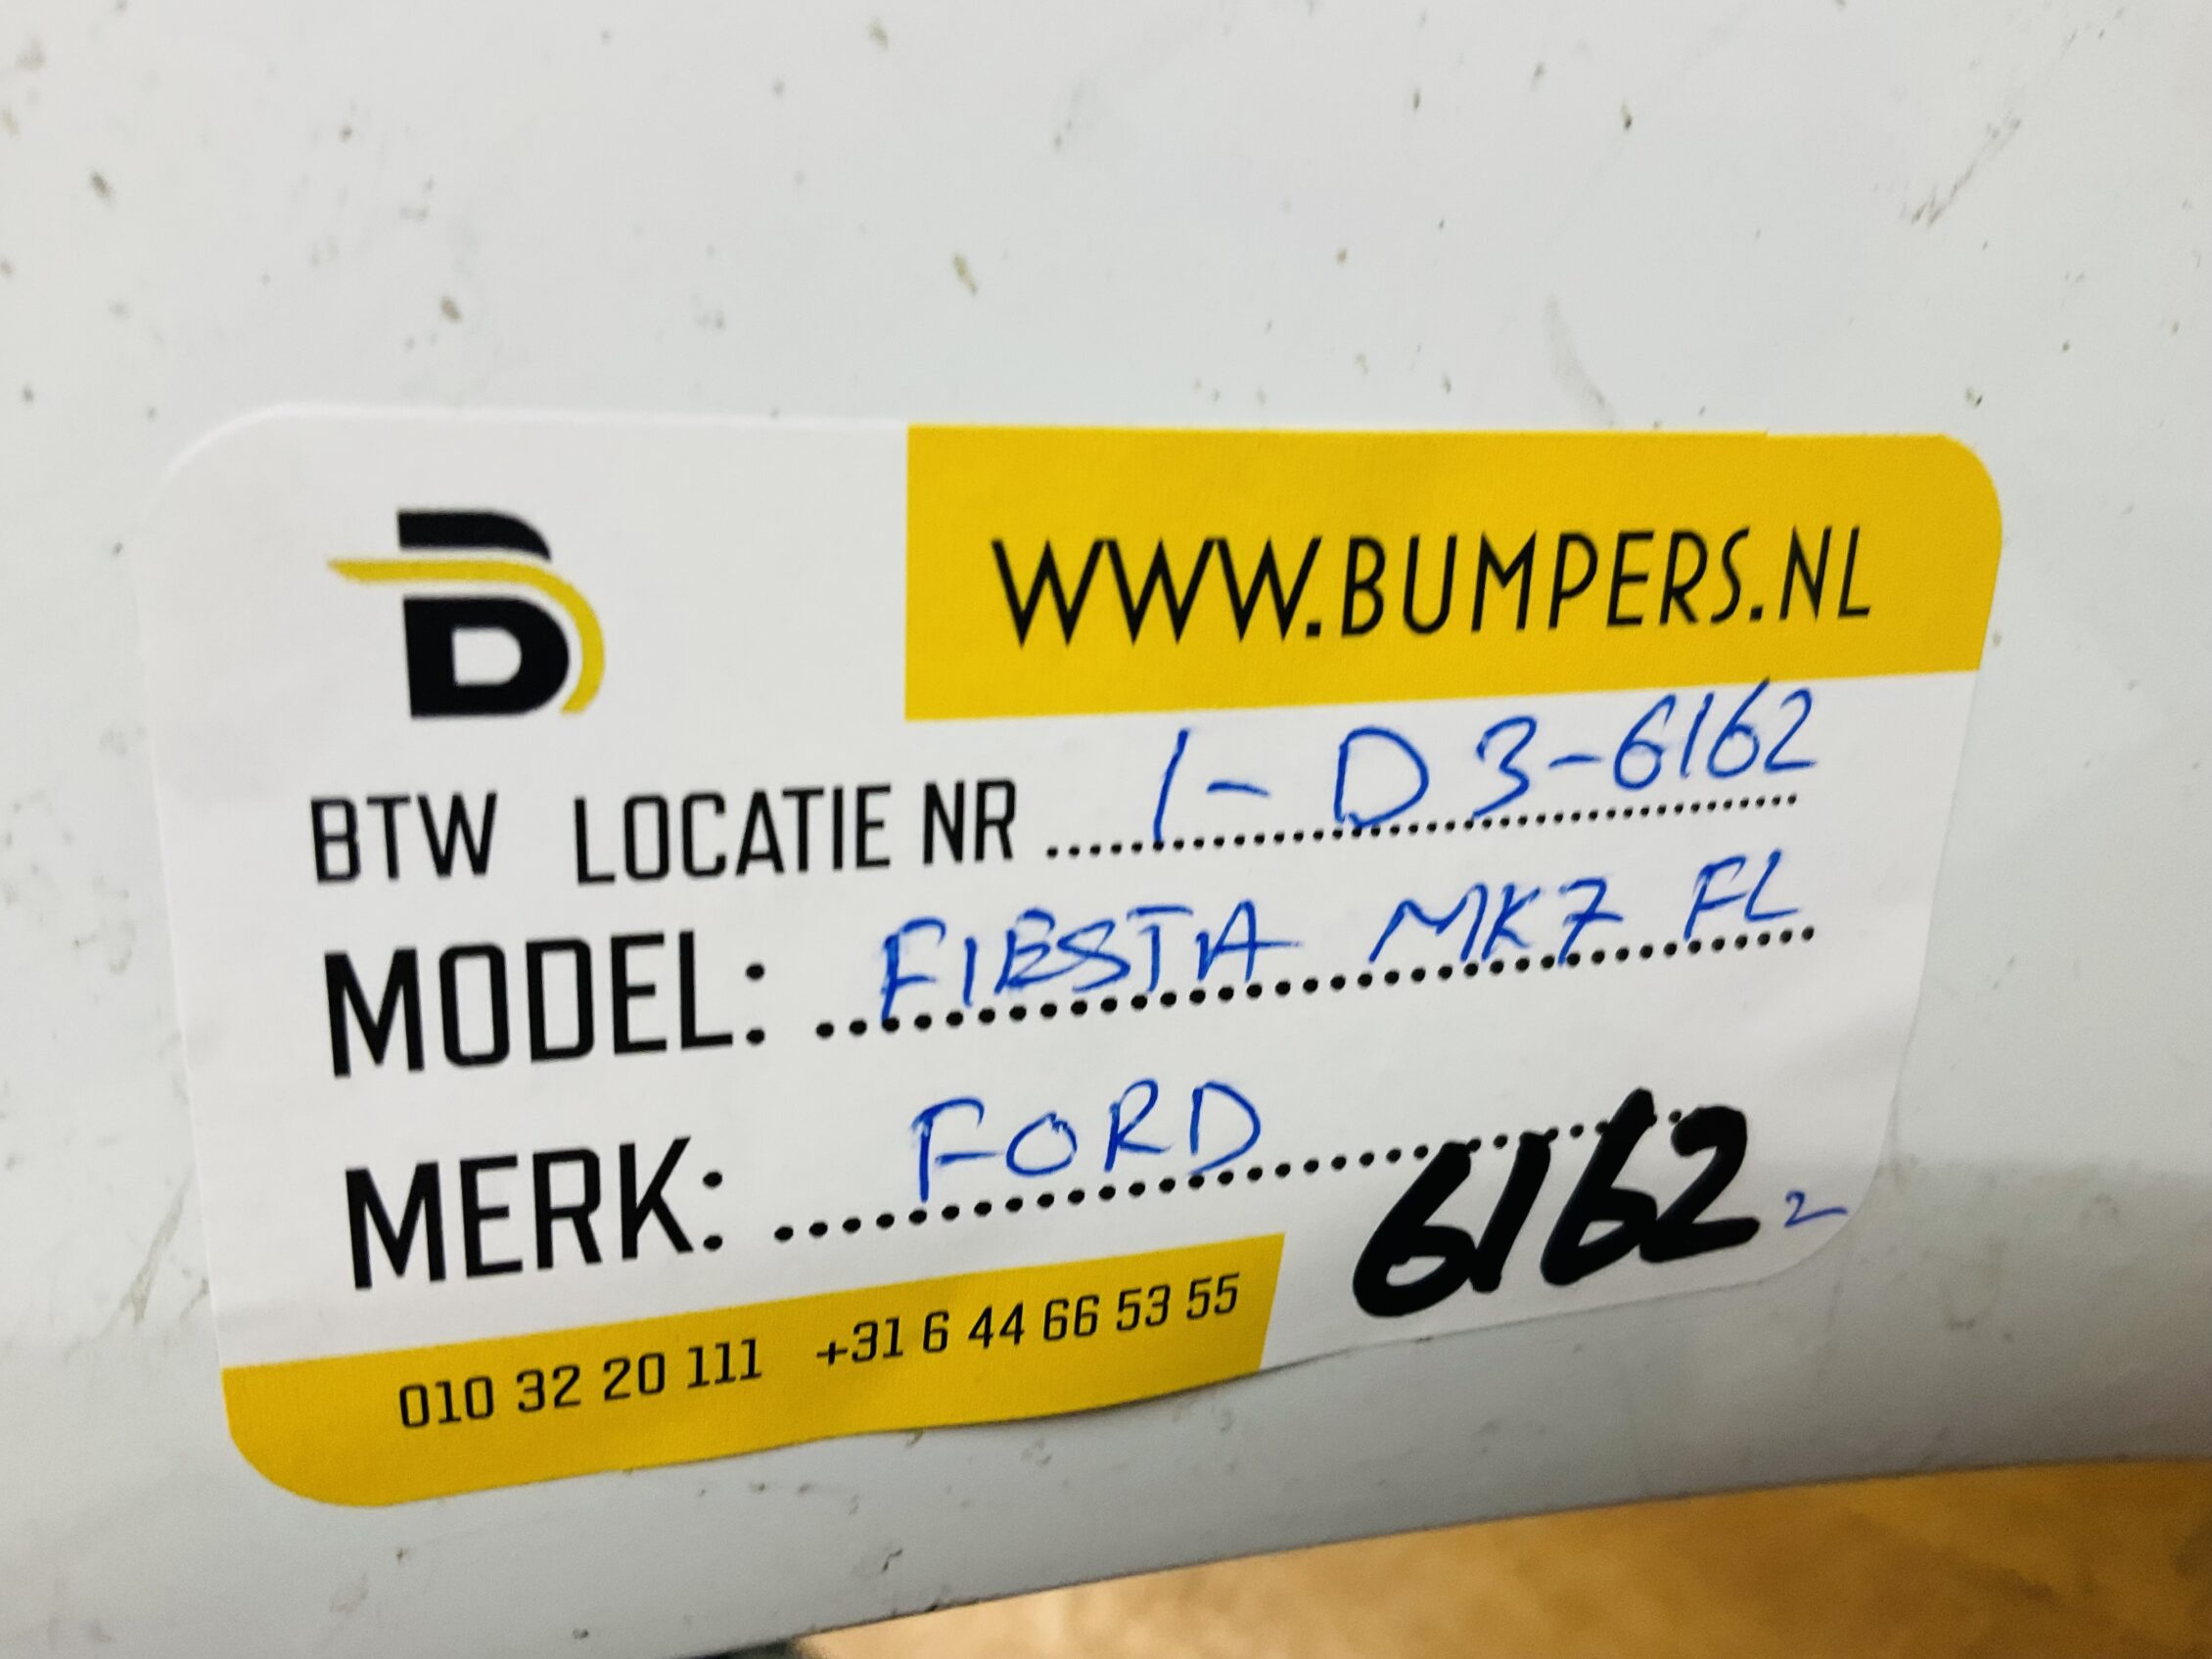 WWW.BUMPERS.NL
BTW LOCATIE NR 1-D3-6162
MODEL: FIESTA MK7 FL
MERK: FORD
6162 2
010 32 20 111 +31 6 44 66 53 55